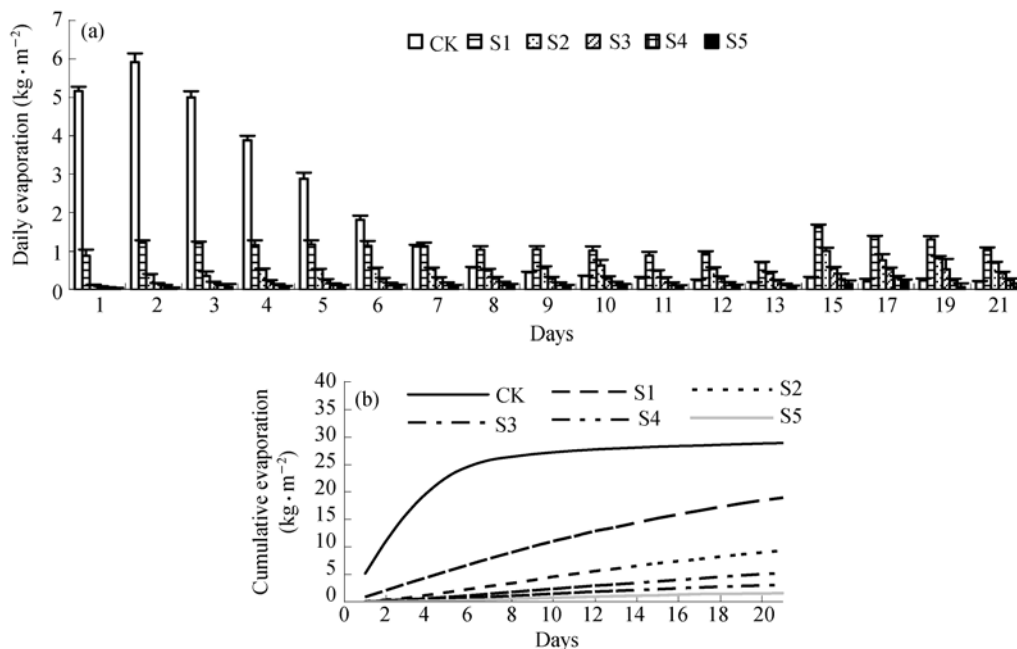 (a)
CK S1 S2 S3 S4 S5
Daily evaporation (kg·m⁻²)
7
6
5
4
3
2
1
0
1 2 3 4 5 6 7 8 9 10 11 12 13 15 17 19 21
Days
(b)
CK S1 S2
S3 S4 S5
Cumulative evaporation
(kg·m⁻²)
40
35
30
25
20
15
10
5
0
0 2 4 6 8 10 12 14 16 18 20
Days